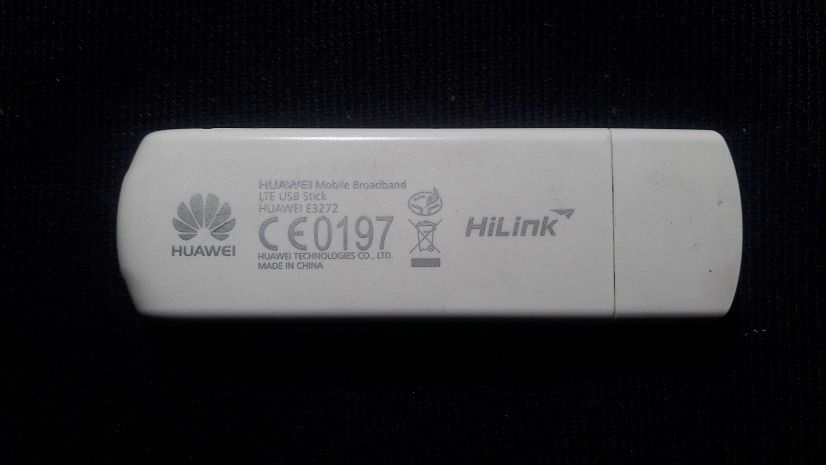 HUAWEI
HUAWEI Mobile Broadband
LTE USB Stick
HUAWEI E3272
CE0197
HUAWEI TECHNOLOGIES CO., LTD.
MADE IN CHINA
HiLink